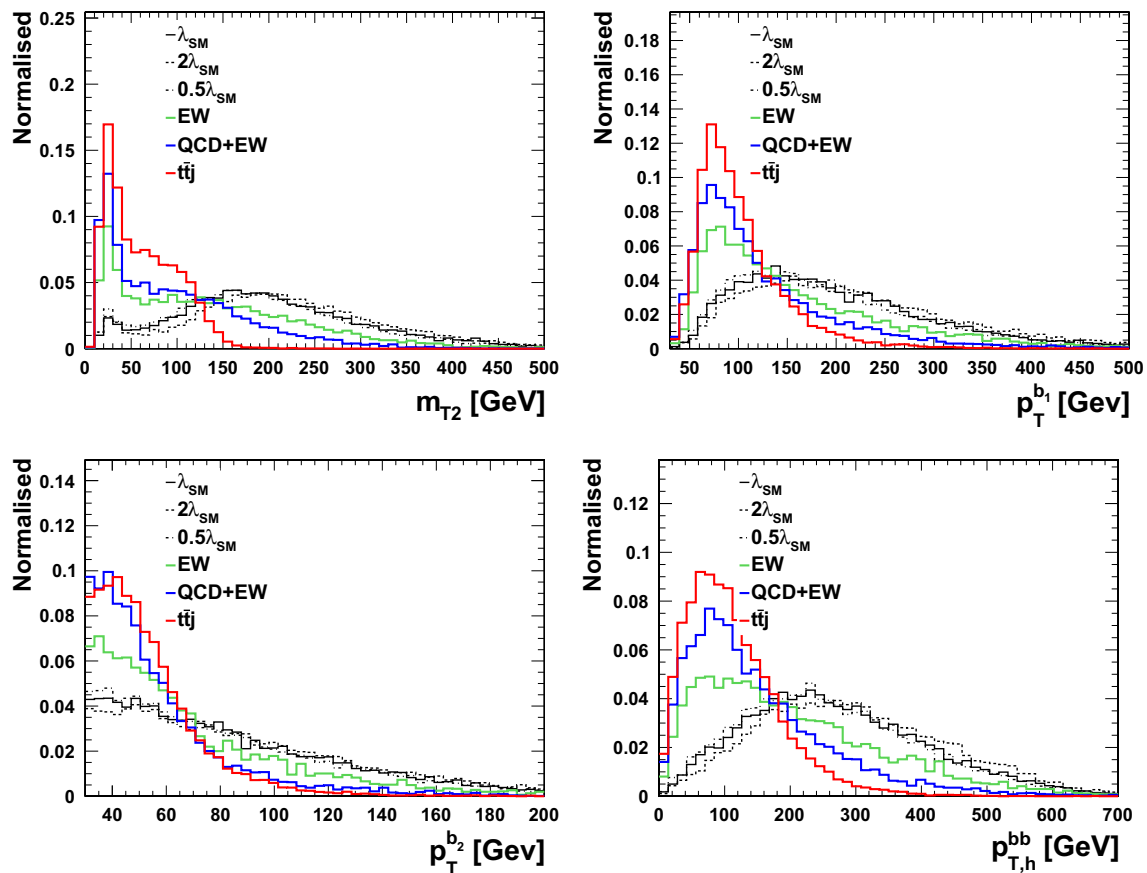 Normalised
0.25
0.2
0.15
0.1
0.05
0
λSM
2λSM
0.5λSM
EW
QCD+EW
tt̄j
0 50 100 150 200 250 300 350 400 450 500
mT2 [GeV]
Normalised
0.18
0.16
0.14
0.12
0.1
0.08
0.06
0.04
0.02
0
λSM
2λSM
0.5λSM
EW
QCD+EW
tt̄j
50 100 150 200 250 300 350 400 450 500
pT^b1 [Gev]
Normalised
0.14
0.12
0.1
0.08
0.06
0.04
0.02
0
λSM
2λSM
0.5λSM
EW
QCD+EW
tt̄j
40 60 80 100 120 140 160 180 200
pT^b2 [Gev]
Normalised
0.12
0.1
0.08
0.06
0.04
0.02
0
λSM
2λSM
0.5λSM
EW
QCD+EW
tt̄j
0 100 200 300 400 500 600 700
pT,h^bb [GeV]